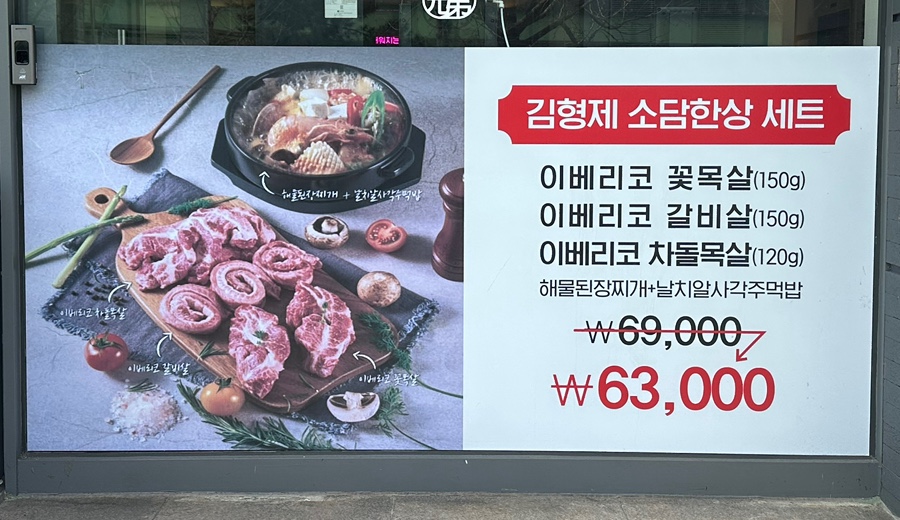 워지는
해물된장찌개 + 날치알사각주먹밥
이베리코 차돌목살
이베리코 갈비살
이베리코 꽃목살
김형제 소담한상 세트
이베리코 꽃목살(150g)
이베리코 갈비살(150g)
이베리코 차돌목살(120g)
해물된장찌개+날치알사각주먹밥
₩69,000
₩63,000